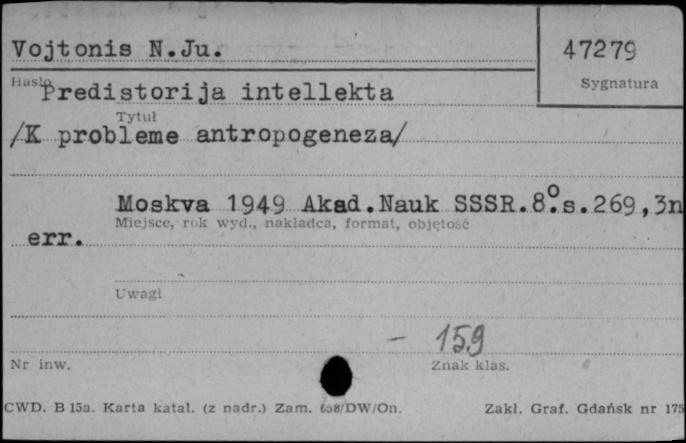 Vojtonis N.Ju.
47279
Hasło
Sygnatura
Predistorija intellekta
Tytuł
/K probleme antropogeneza/
Moskva 1949 Akad.Nauk SSSR.8°.s.269,3n
Miejsce, rok wyd., nakładca, format, objętość
err.
Uwagi
- 159
Nr inw.
Znak klas.
CWD. B 15a. Karta katal. (z nadr.) Zam. 658/DW/On.
Zakł. Graf. Gdańsk nr 175